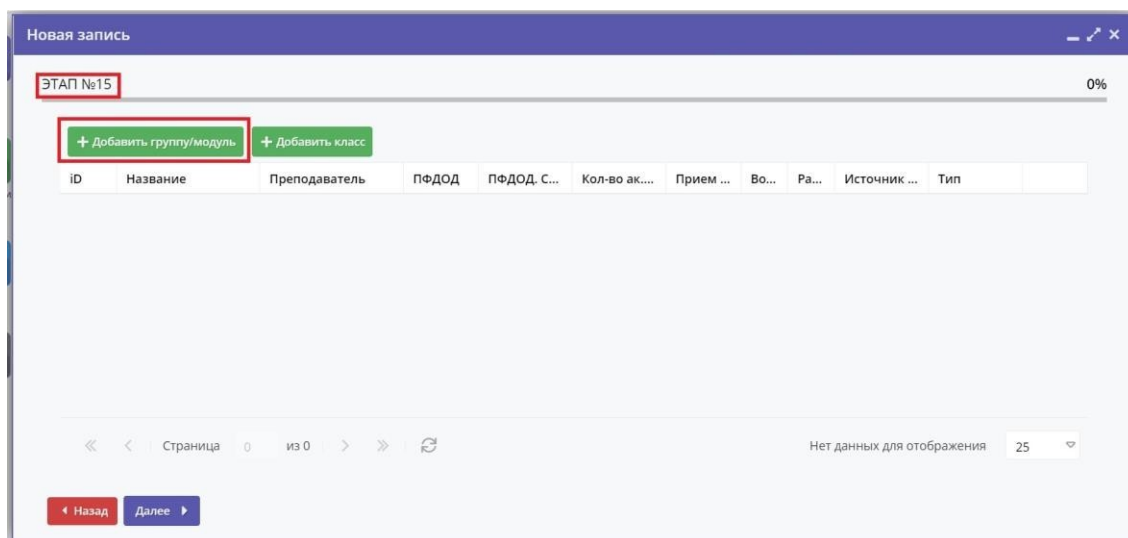 Новая запись
ЭТАП №15 0%
+ Добавить группу/модуль + Добавить класс
iD Название Преподаватель ПФДОД ПФДОД. С... Кол-во ак.... Прием ... Во... Ра... Источник ... Тип
Страница 0 из 0 Нет данных для отображения 25
Назад Далее